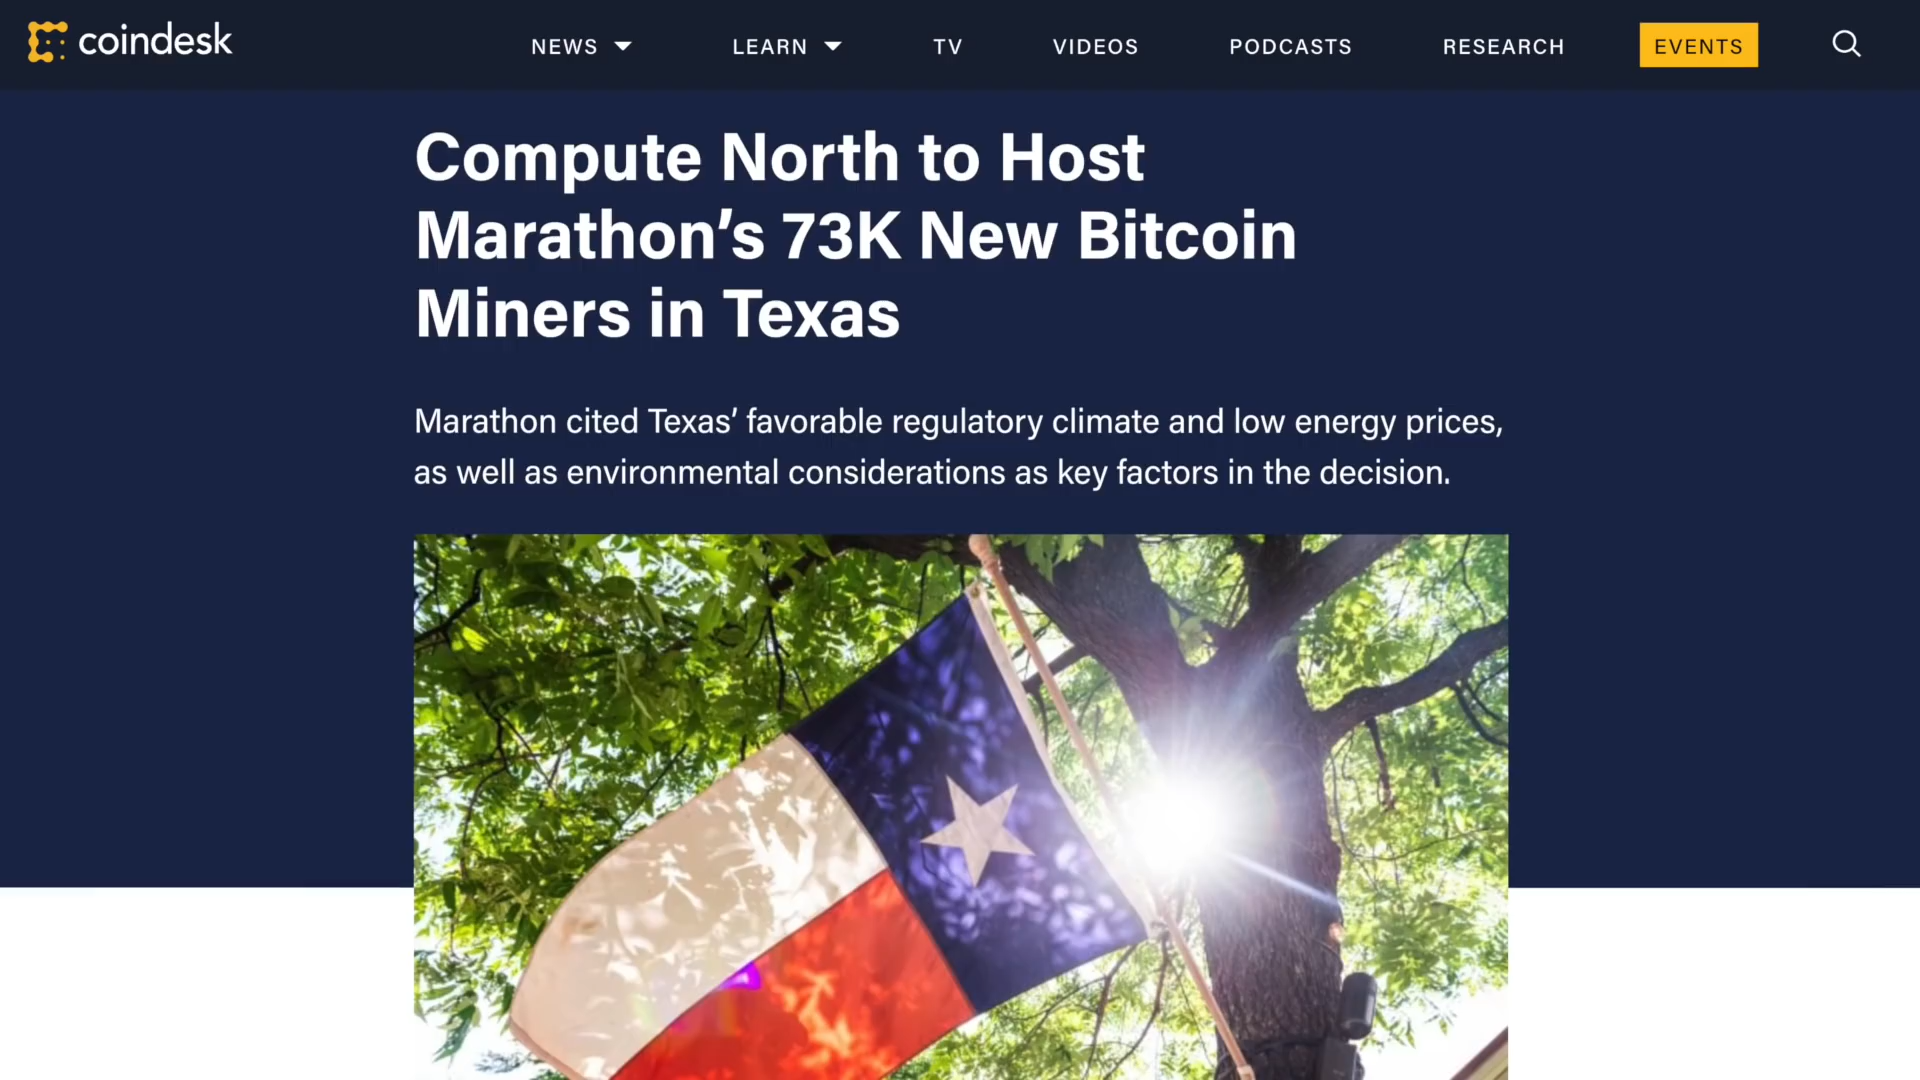 coindesk
NEWS
LEARN
TV
VIDEOS
PODCASTS
RESEARCH
EVENTS
Compute North to Host
Marathon’s 73K New Bitcoin
Miners in Texas
Marathon cited Texas’ favorable regulatory climate and low energy prices,
as well as environmental considerations as key factors in the decision.